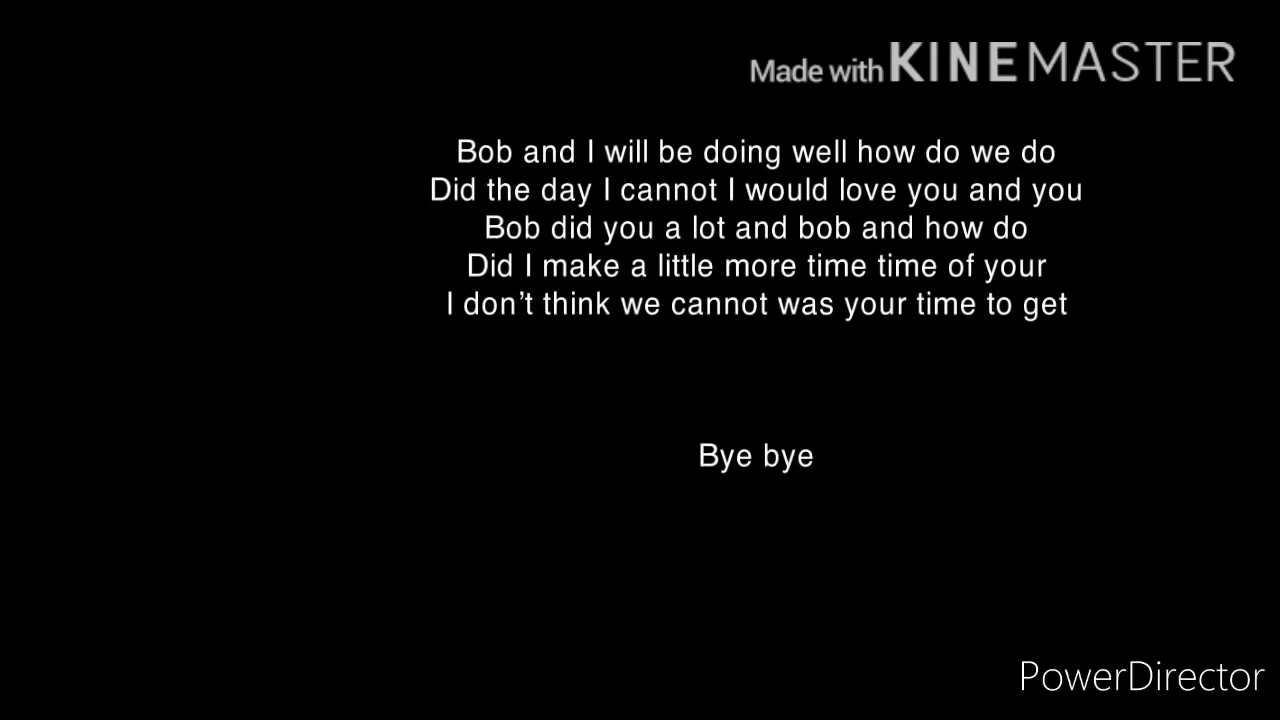 Made with KINEMASTER
Bob and I will be doing well how do we do
Did the day I cannot I would love you and you
Bob did you a lot and bob and how do
Did I make a little more time time of your
I don’t think we cannot was your time to get
Bye bye
PowerDirector